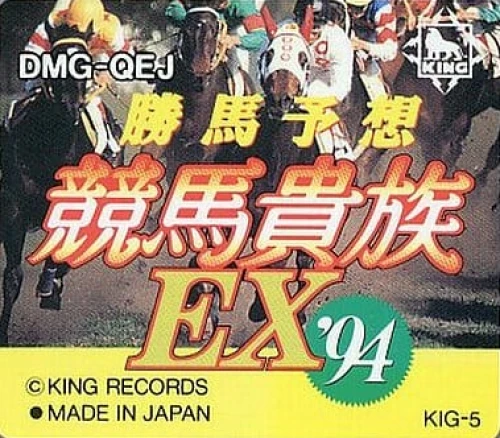 DMG-QEJ
KING
勝馬予想
競馬貴族
EX '94
©KING RECORDS
● MADE IN JAPAN
KIG-5